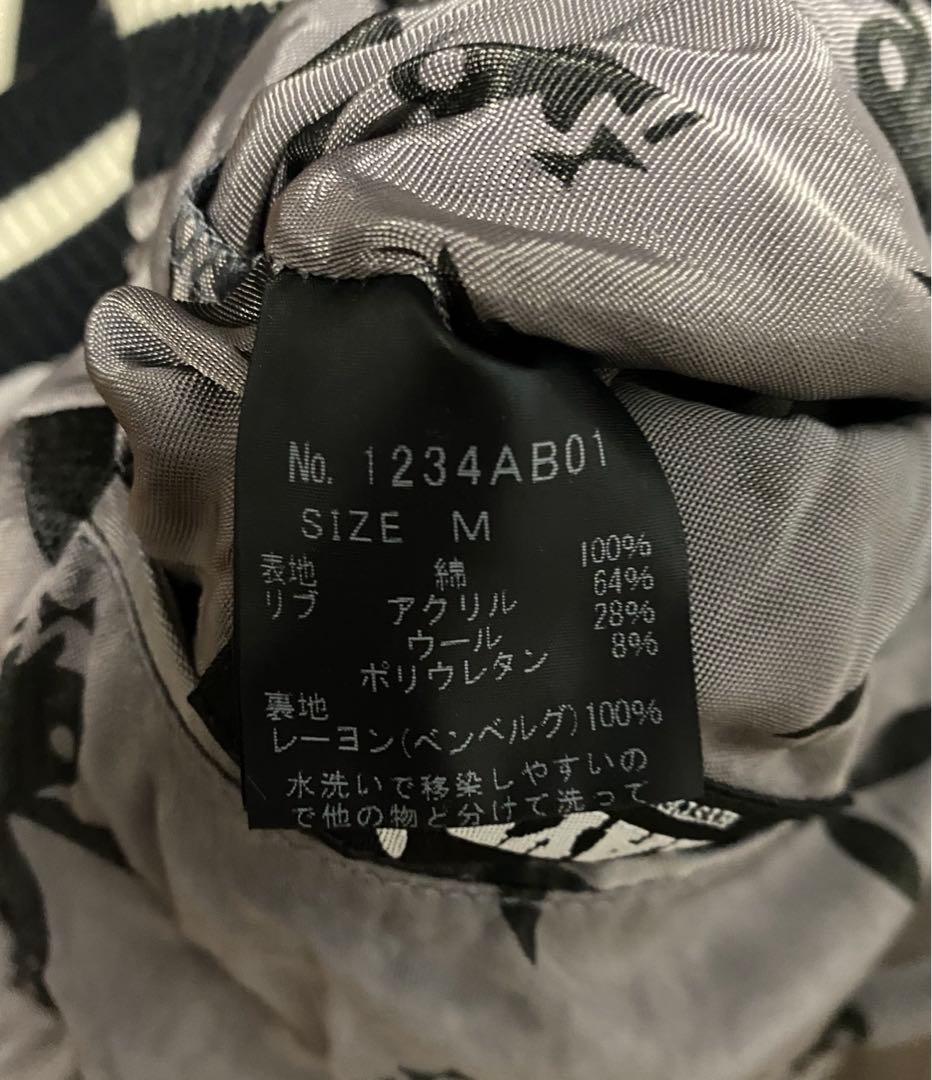 No. 1234AB01
SIZE M
表地 綿 100%
リブ アクリル 64%
ウール 28%
ポリウレタン 8%
裏地
レーヨン(ベンベルグ)100%
水洗いで移染しやすいの
で他の物と分けて洗って